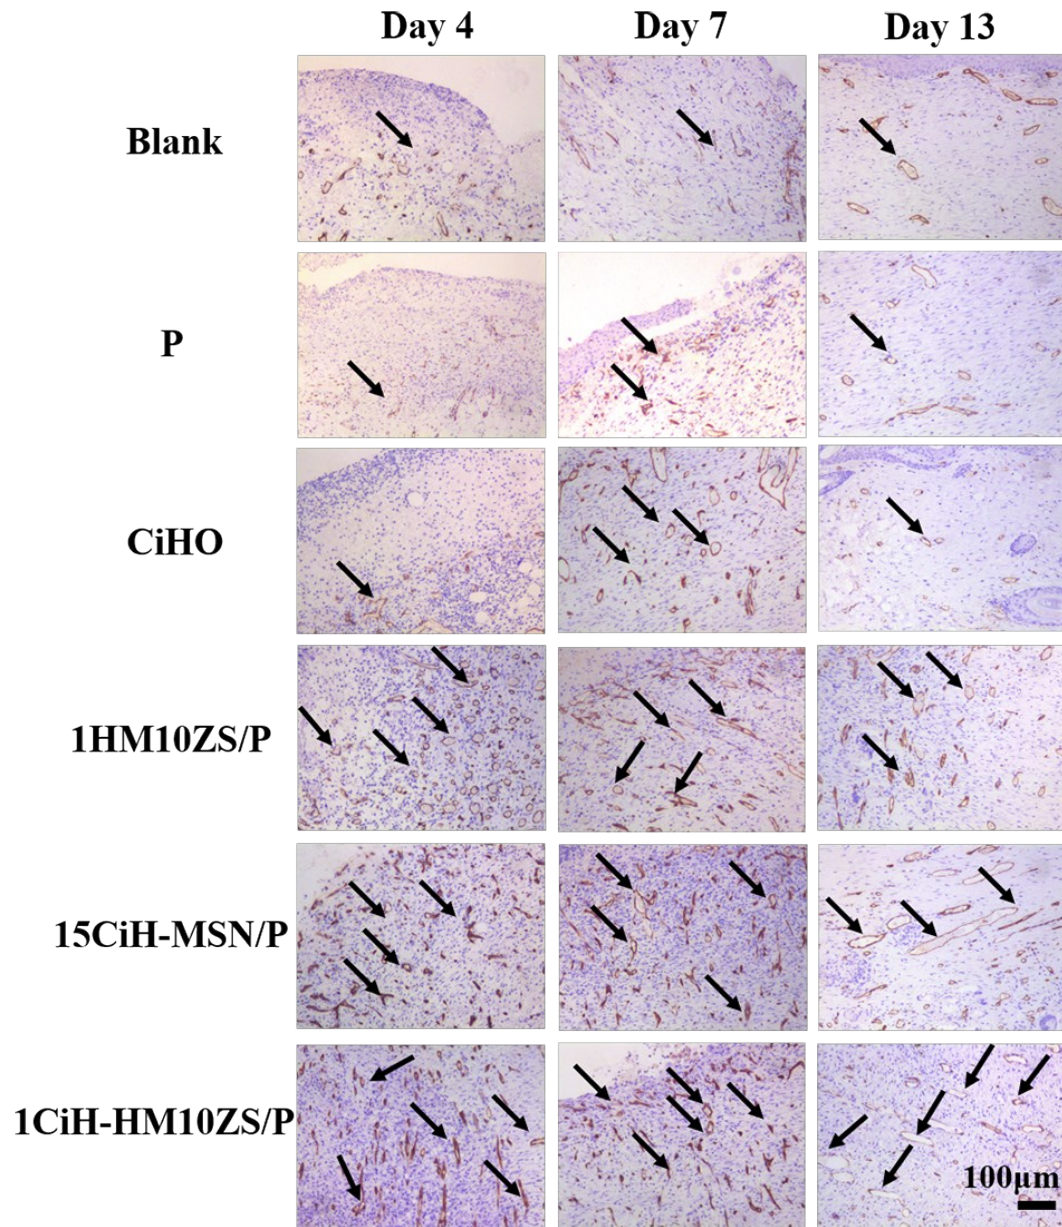 Day 4 Day 7 Day 13
Blank
P
CiHO
1HM10ZS/P
15CiH-MSN/P
1CiH-HM10ZS/P
100μm